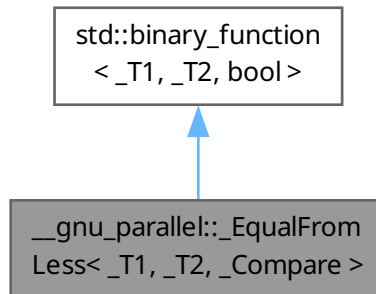 std::binary_function
< _T1, _T2, bool >
__gnu_parallel::_EqualFrom
Less< _T1, _T2, _Compare >